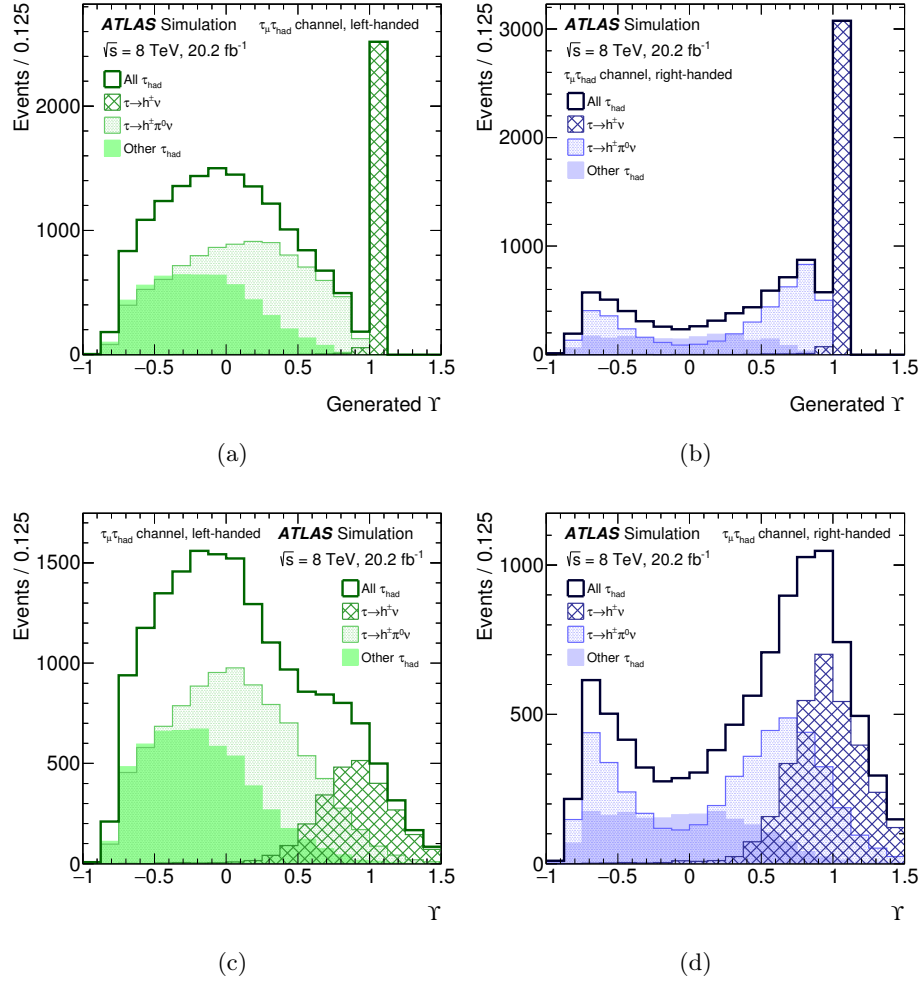 ATLAS Simulation τμτhad channel, left-handed
√s = 8 TeV, 20.2 fb⁻¹
All τhad
τ→h±ν
τ→h±π⁰ν
Other τhad
Events / 0.125
0
1000
2000
−1 −0.5 0 0.5 1 1.5
Generated ϒ
(a)
ATLAS Simulation
√s = 8 TeV, 20.2 fb⁻¹
τμτhad channel, right-handed
All τhad
τ→h±ν
τ→h±π⁰ν
Other τhad
Events / 0.125
0
1000
2000
3000
−1 −0.5 0 0.5 1 1.5
Generated ϒ
(b)
τμτhad channel, left-handed ATLAS Simulation
√s = 8 TeV, 20.2 fb⁻¹
All τhad
τ→h±ν
τ→h±π⁰ν
Other τhad
Events / 0.125
0
500
1000
1500
−1 −0.5 0 0.5 1 1.5
ϒ
(c)
ATLAS Simulation τμτhad channel, right-handed
√s = 8 TeV, 20.2 fb⁻¹
All τhad
τ→h±ν
τ→h±π⁰ν
Other τhad
Events / 0.125
0
500
1000
−1 −0.5 0 0.5 1 1.5
ϒ
(d)